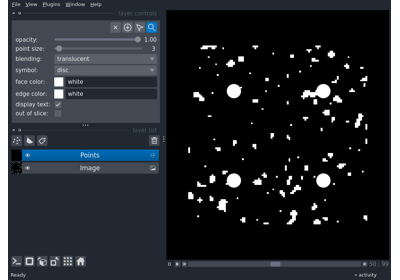 File View Plugins Window Help
layer controls
opacity: 1.00
point size: 3
blending: translucent
symbol: disc
face color: white
edge color: white
display text: ✓
out of slice:
layer list
Points
Image
Ready
50 99
activity